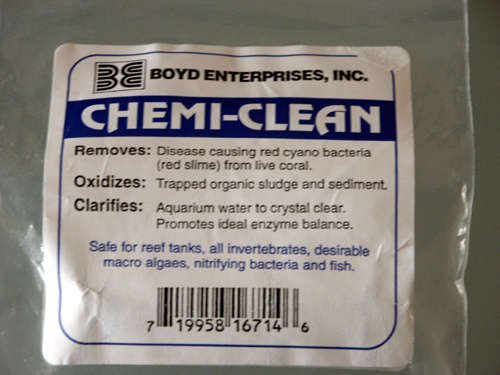 BE BOYD ENTERPRISES, INC.
CHEMI-CLEAN
Removes: Disease causing red cyano bacteria
(red slime) from live coral.
Oxidizes: Trapped organic sludge and sediment.
Clarifies: Aquarium water to crystal clear.
Promotes ideal enzyme balance.
Safe for reef tanks, all invertebrates, desirable
macro algaes, nitrifying bacteria and fish.
7 19958 16714 6